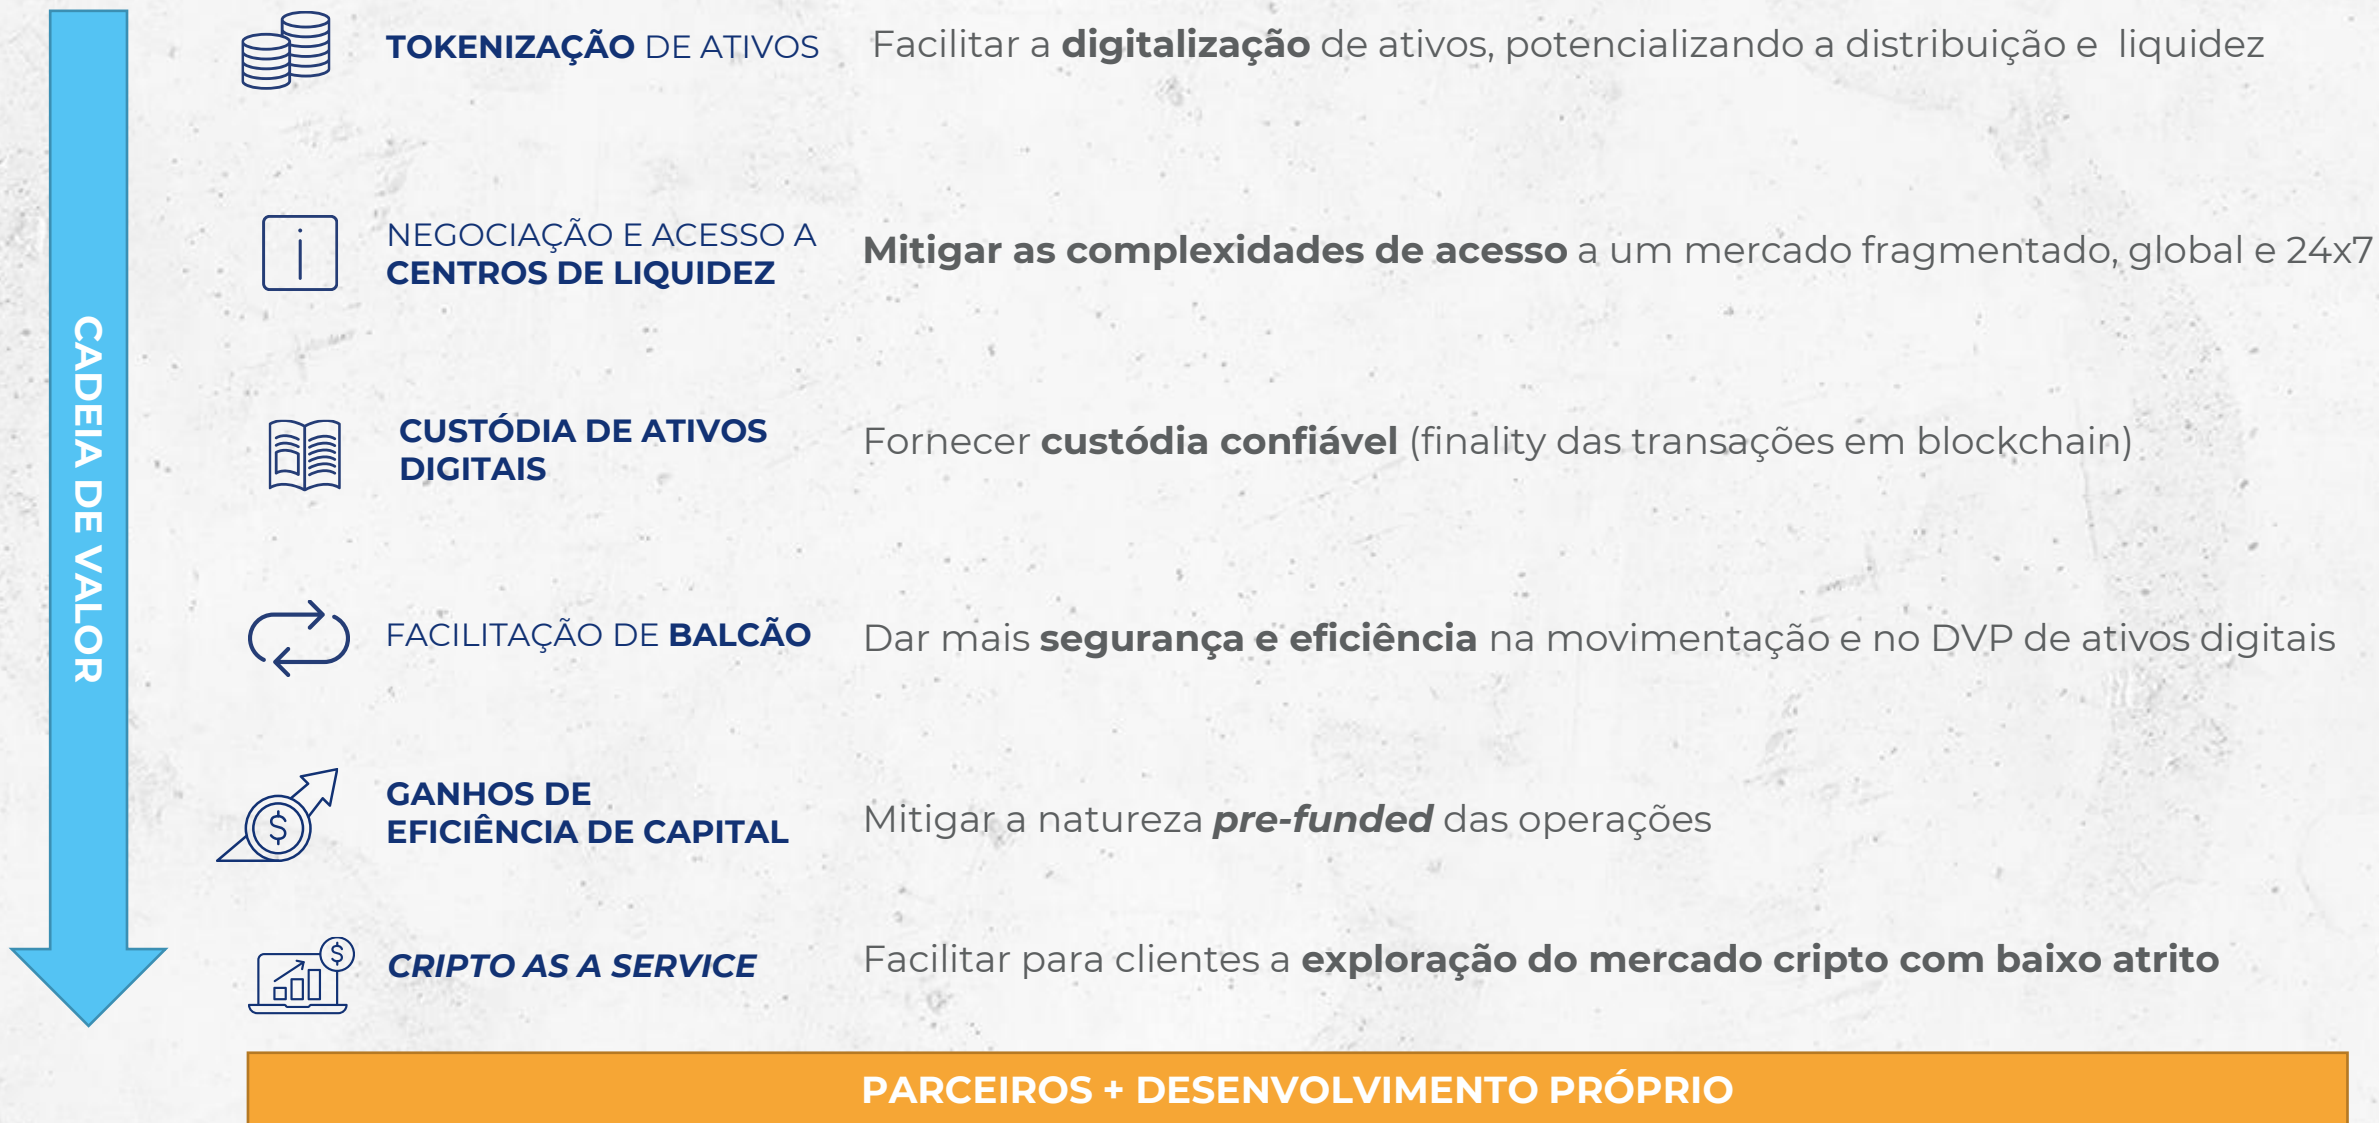 CADEIA DE VALOR
TOKENIZAÇÃO DE ATIVOS
Facilitar a digitalização de ativos, potencializando a distribuição e liquidez
NEGOCIAÇÃO E ACESSO A
CENTROS DE LIQUIDEZ
Mitigar as complexidades de acesso a um mercado fragmentado, global e 24x7
CUSTÓDIA DE ATIVOS
DIGITAIS
Fornecer custódia confiável (finality das transações em blockchain)
FACILITAÇÃO DE BALCÃO
Dar mais segurança e eficiência na movimentação e no DVP de ativos digitais
GANHOS DE
EFICIÊNCIA DE CAPITAL
Mitigar a natureza pre-funded das operações
CRIPTO AS A SERVICE
Facilitar para clientes a exploração do mercado cripto com baixo atrito
PARCEIROS + DESENVOLVIMENTO PRÓPRIO